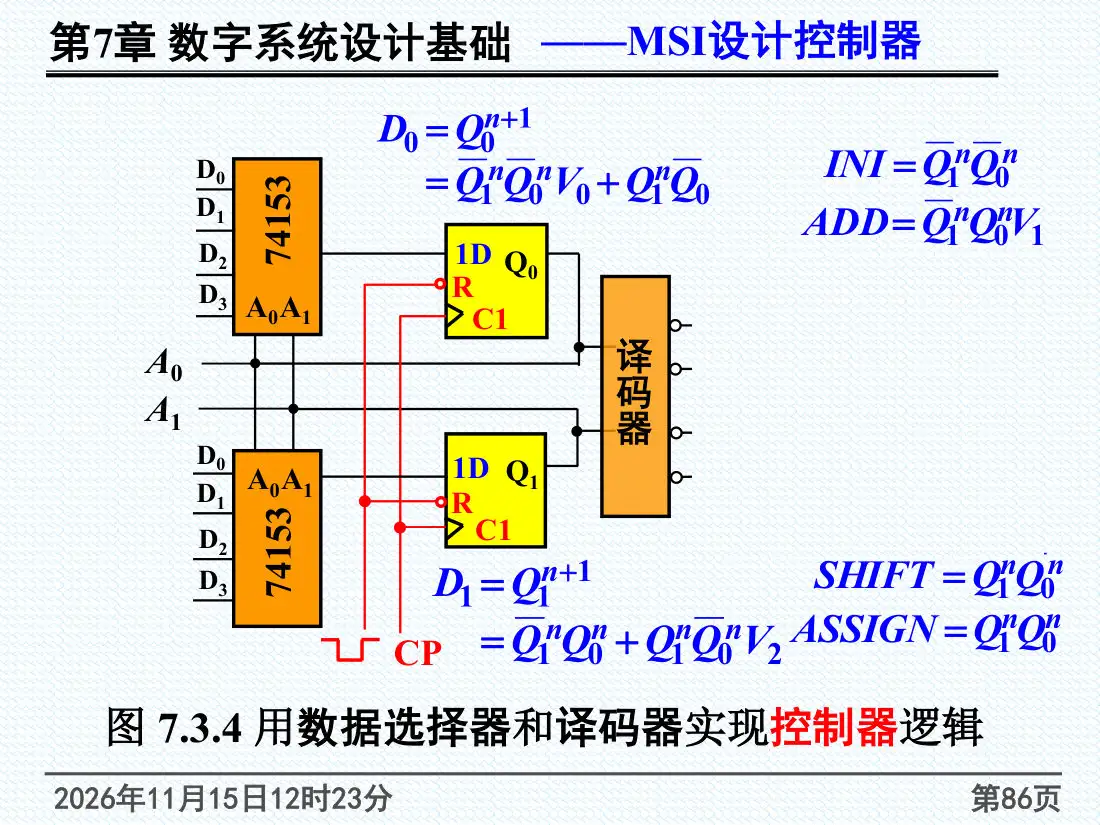 第7章 数字系统设计基础 ——MSI设计控制器
D₀ = Q₀ⁿ⁺¹
= Q̅₁ⁿQ̅₀ⁿV₀ + Q₁ⁿQ̅₀
INI = Q̅₁ⁿQ̅₀ⁿ
ADD = Q̅₁ⁿQ₀ⁿV₁
D₀
D₁
D₂
D₃
74153
A₀A₁
1D Q₀
R
C1
A₀
A₁
译码器
D₀
D₁
D₂
D₃
A₀A₁
74153
1D Q₁
R
C1
CP
D₁ = Q₁ⁿ⁺¹
= Q̅₁ⁿQ₀ⁿ + Q₁ⁿQ̅₀ⁿV₂
SHIFT = Q₁ⁿQ₀ⁿ
ASSIGN = Q₁ⁿQ₀ⁿ
图 7.3.4 用数据选择器和译码器实现控制器逻辑
2026年11月15日12时23分
第86页